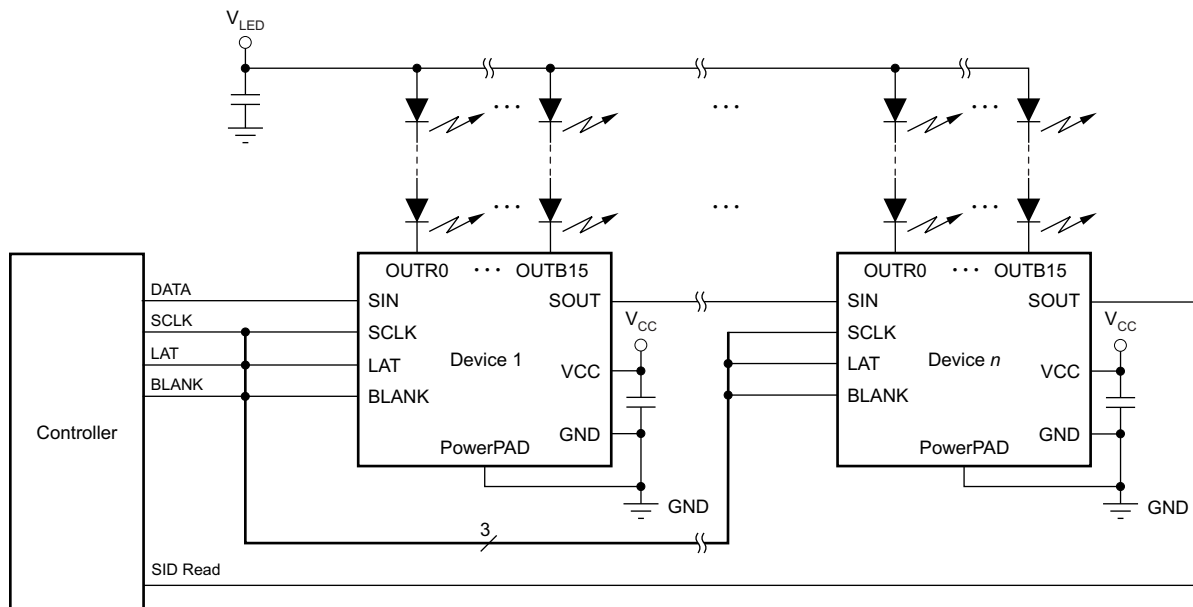 VLED
... ... ...
... ... ...
OUTR0 ... OUTB15
OUTR0 ... OUTB15
DATA
SIN
SOUT
SIN
SOUT
SCLK
SCLK
VCC
SCLK
VCC
LAT
LAT
Device 1
VCC
LAT
Device n
VCC
BLANK
BLANK
BLANK
Controller
GND
GND
PowerPAD
PowerPAD
GND
GND
3
SID Read